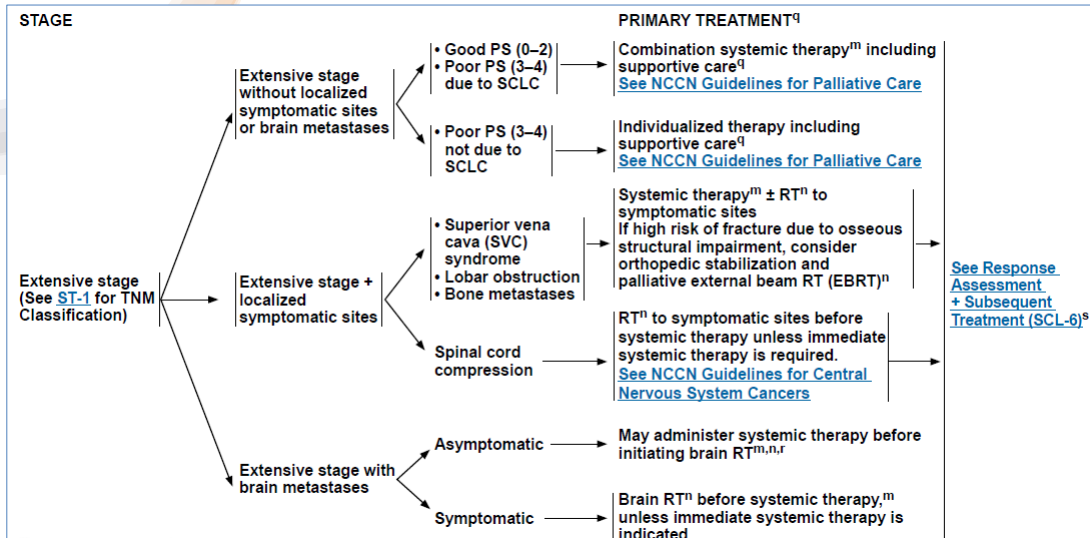 STAGE
PRIMARY TREATMENTq
Extensive stage
(See ST-1 for TNM
Classification)
Extensive stage
without localized
symptomatic sites
or brain metastases
• Good PS (0–2)
• Poor PS (3–4)
due to SCLC
Combination systemic therapym including
supportive careq
See NCCN Guidelines for Palliative Care
• Poor PS (3–4)
not due to
SCLC
Individualized therapy including
supportive careq
See NCCN Guidelines for Palliative Care
Extensive stage +
localized
symptomatic sites
• Superior vena
cava (SVC)
syndrome
• Lobar obstruction
• Bone metastases
Systemic therapym ± RTn to
symptomatic sites
If high risk of fracture due to osseous
structural impairment, consider
orthopedic stabilization and
palliative external beam RT (EBRT)n
Spinal cord
compression
RTn to symptomatic sites before
systemic therapy unless immediate
systemic therapy is required.
See NCCN Guidelines for Central
Nervous System Cancers
Extensive stage with
brain metastases
Asymptomatic
May administer systemic therapy before
initiating brain RTm,n,r
Symptomatic
Brain RTn before systemic therapy,m
unless immediate systemic therapy is
indicated
See Response
Assessment
+ Subsequent
Treatment (SCL-6)s